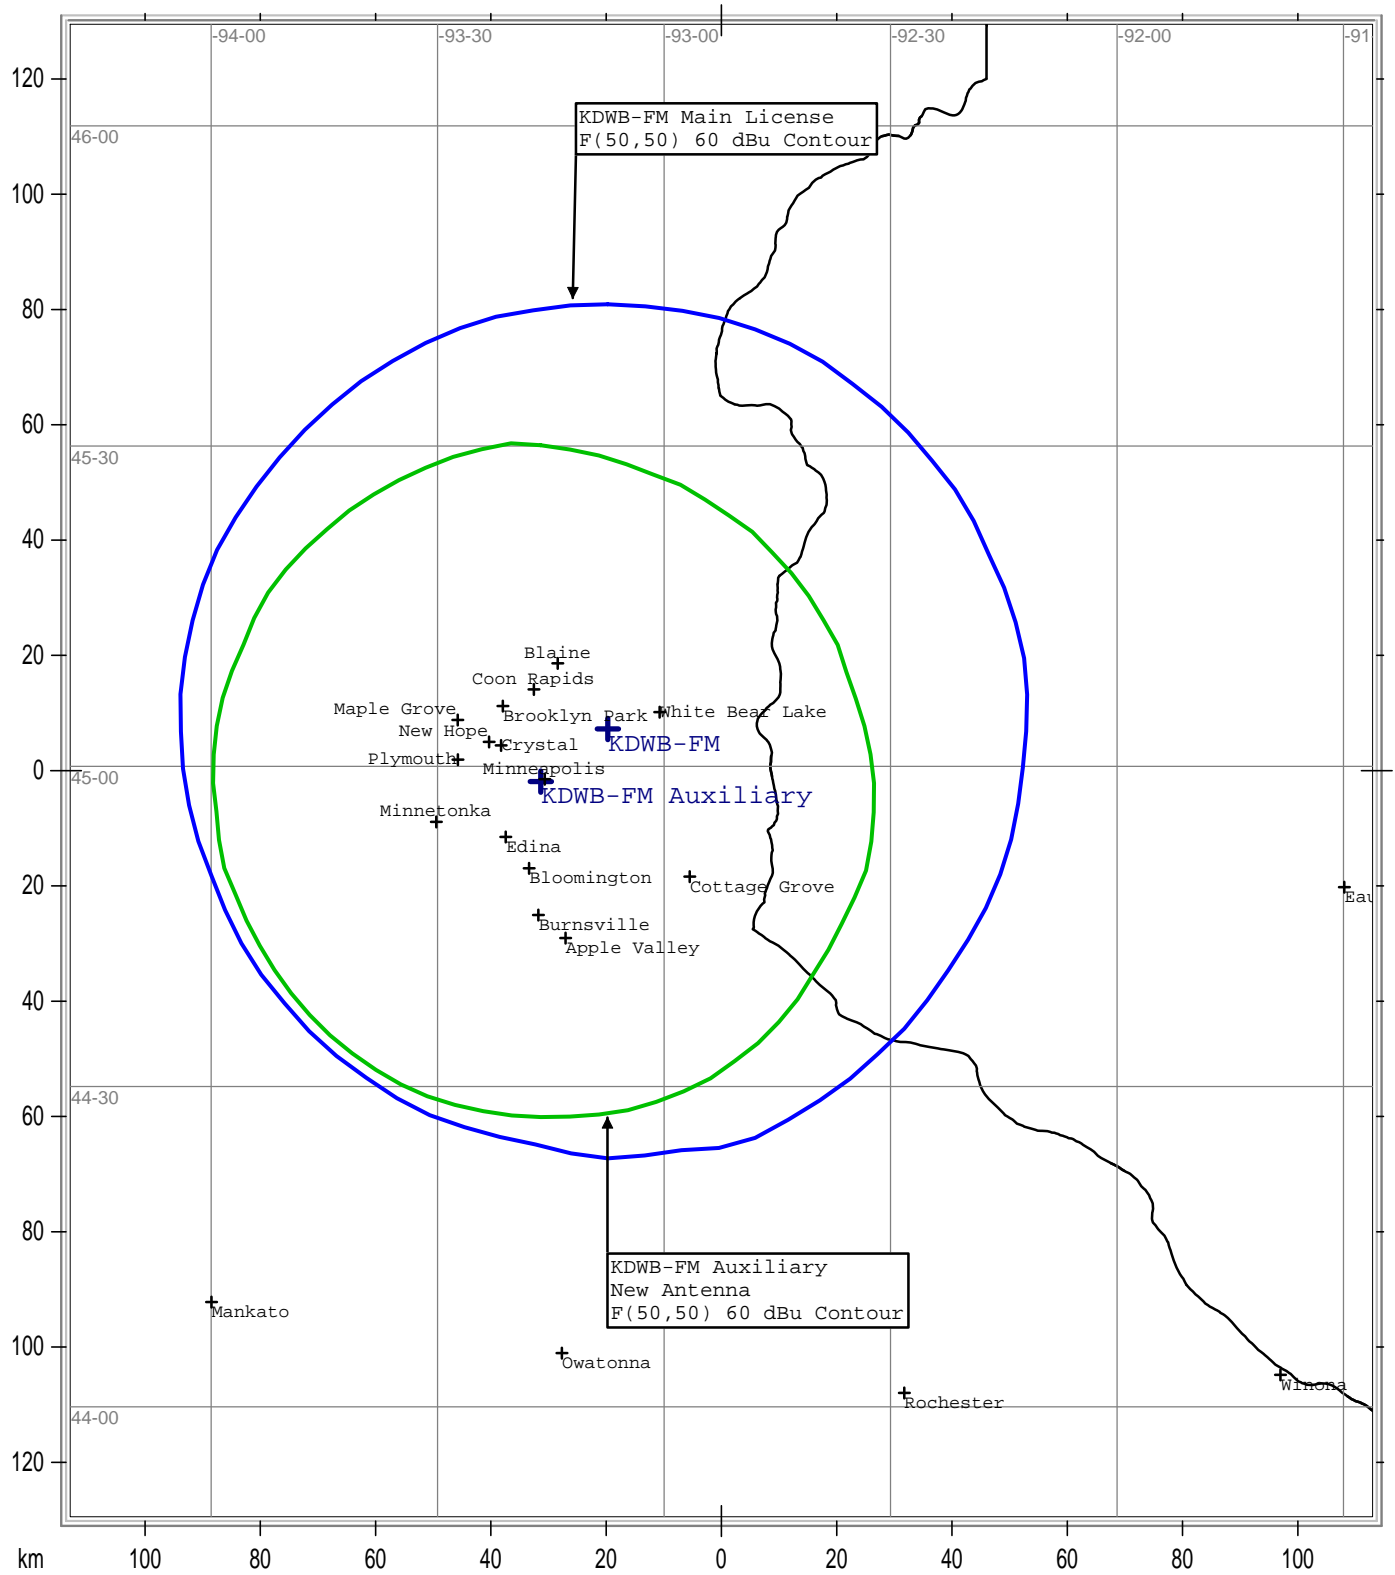 -94-00 -93-30 -93-00 -92-30 -92-00 -91
120
KDWB-FM Main License
F(50,50) 60 dBu Contour
46-00
100
80
60
45-30
40
20
Blaine
Coon Rapids
Maple Grove
Brooklyn Park
White Bear Lake
New Hope
Crystal
KDWB-FM
Plymouth
Minneapolis
0
45-00
KDWB-FM Auxiliary
Minnetonka
Edina
Bloomington
Cottage Grove
20
Eau
Burnsville
Apple Valley
40
44-30
60
80
KDWB-FM Auxiliary
New Antenna
F(50,50) 60 dBu Contour
Mankato
100
Owatonna
Winona
Rochester
44-00
120
km 100 80 60 40 20 0 20 40 60 80 100